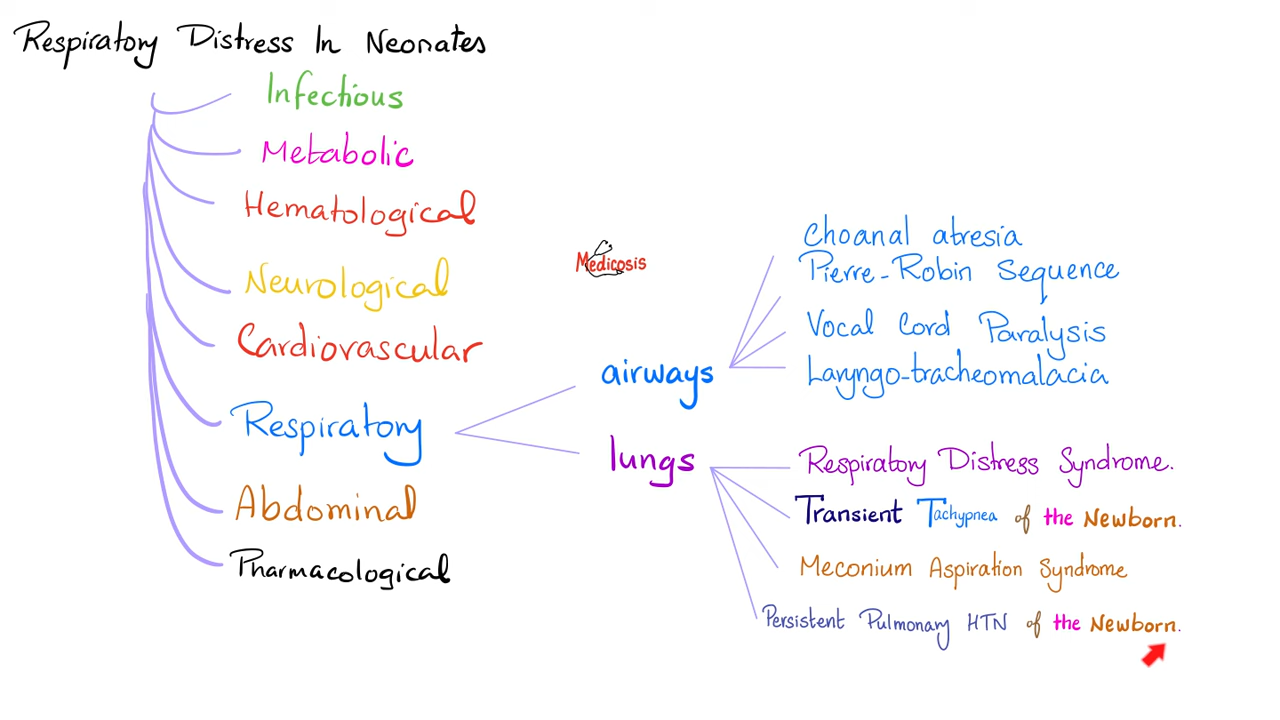 Respiratory Distress In Neonates
Infectious
Metabolic
Hematological
Neurological
Cardiovascular
Respiratory
Abdominal
Pharmacological
Medicosis
airways
lungs
Choanal atresia
Pierre-Robin Sequence
Vocal Cord Paralysis
Laryngo-tracheomalacia
Respiratory Distress Syndrome.
Transient Tachypnea of the Newborn.
Meconium Aspiration Syndrome
Persistent Pulmonary HTN of the Newborn.